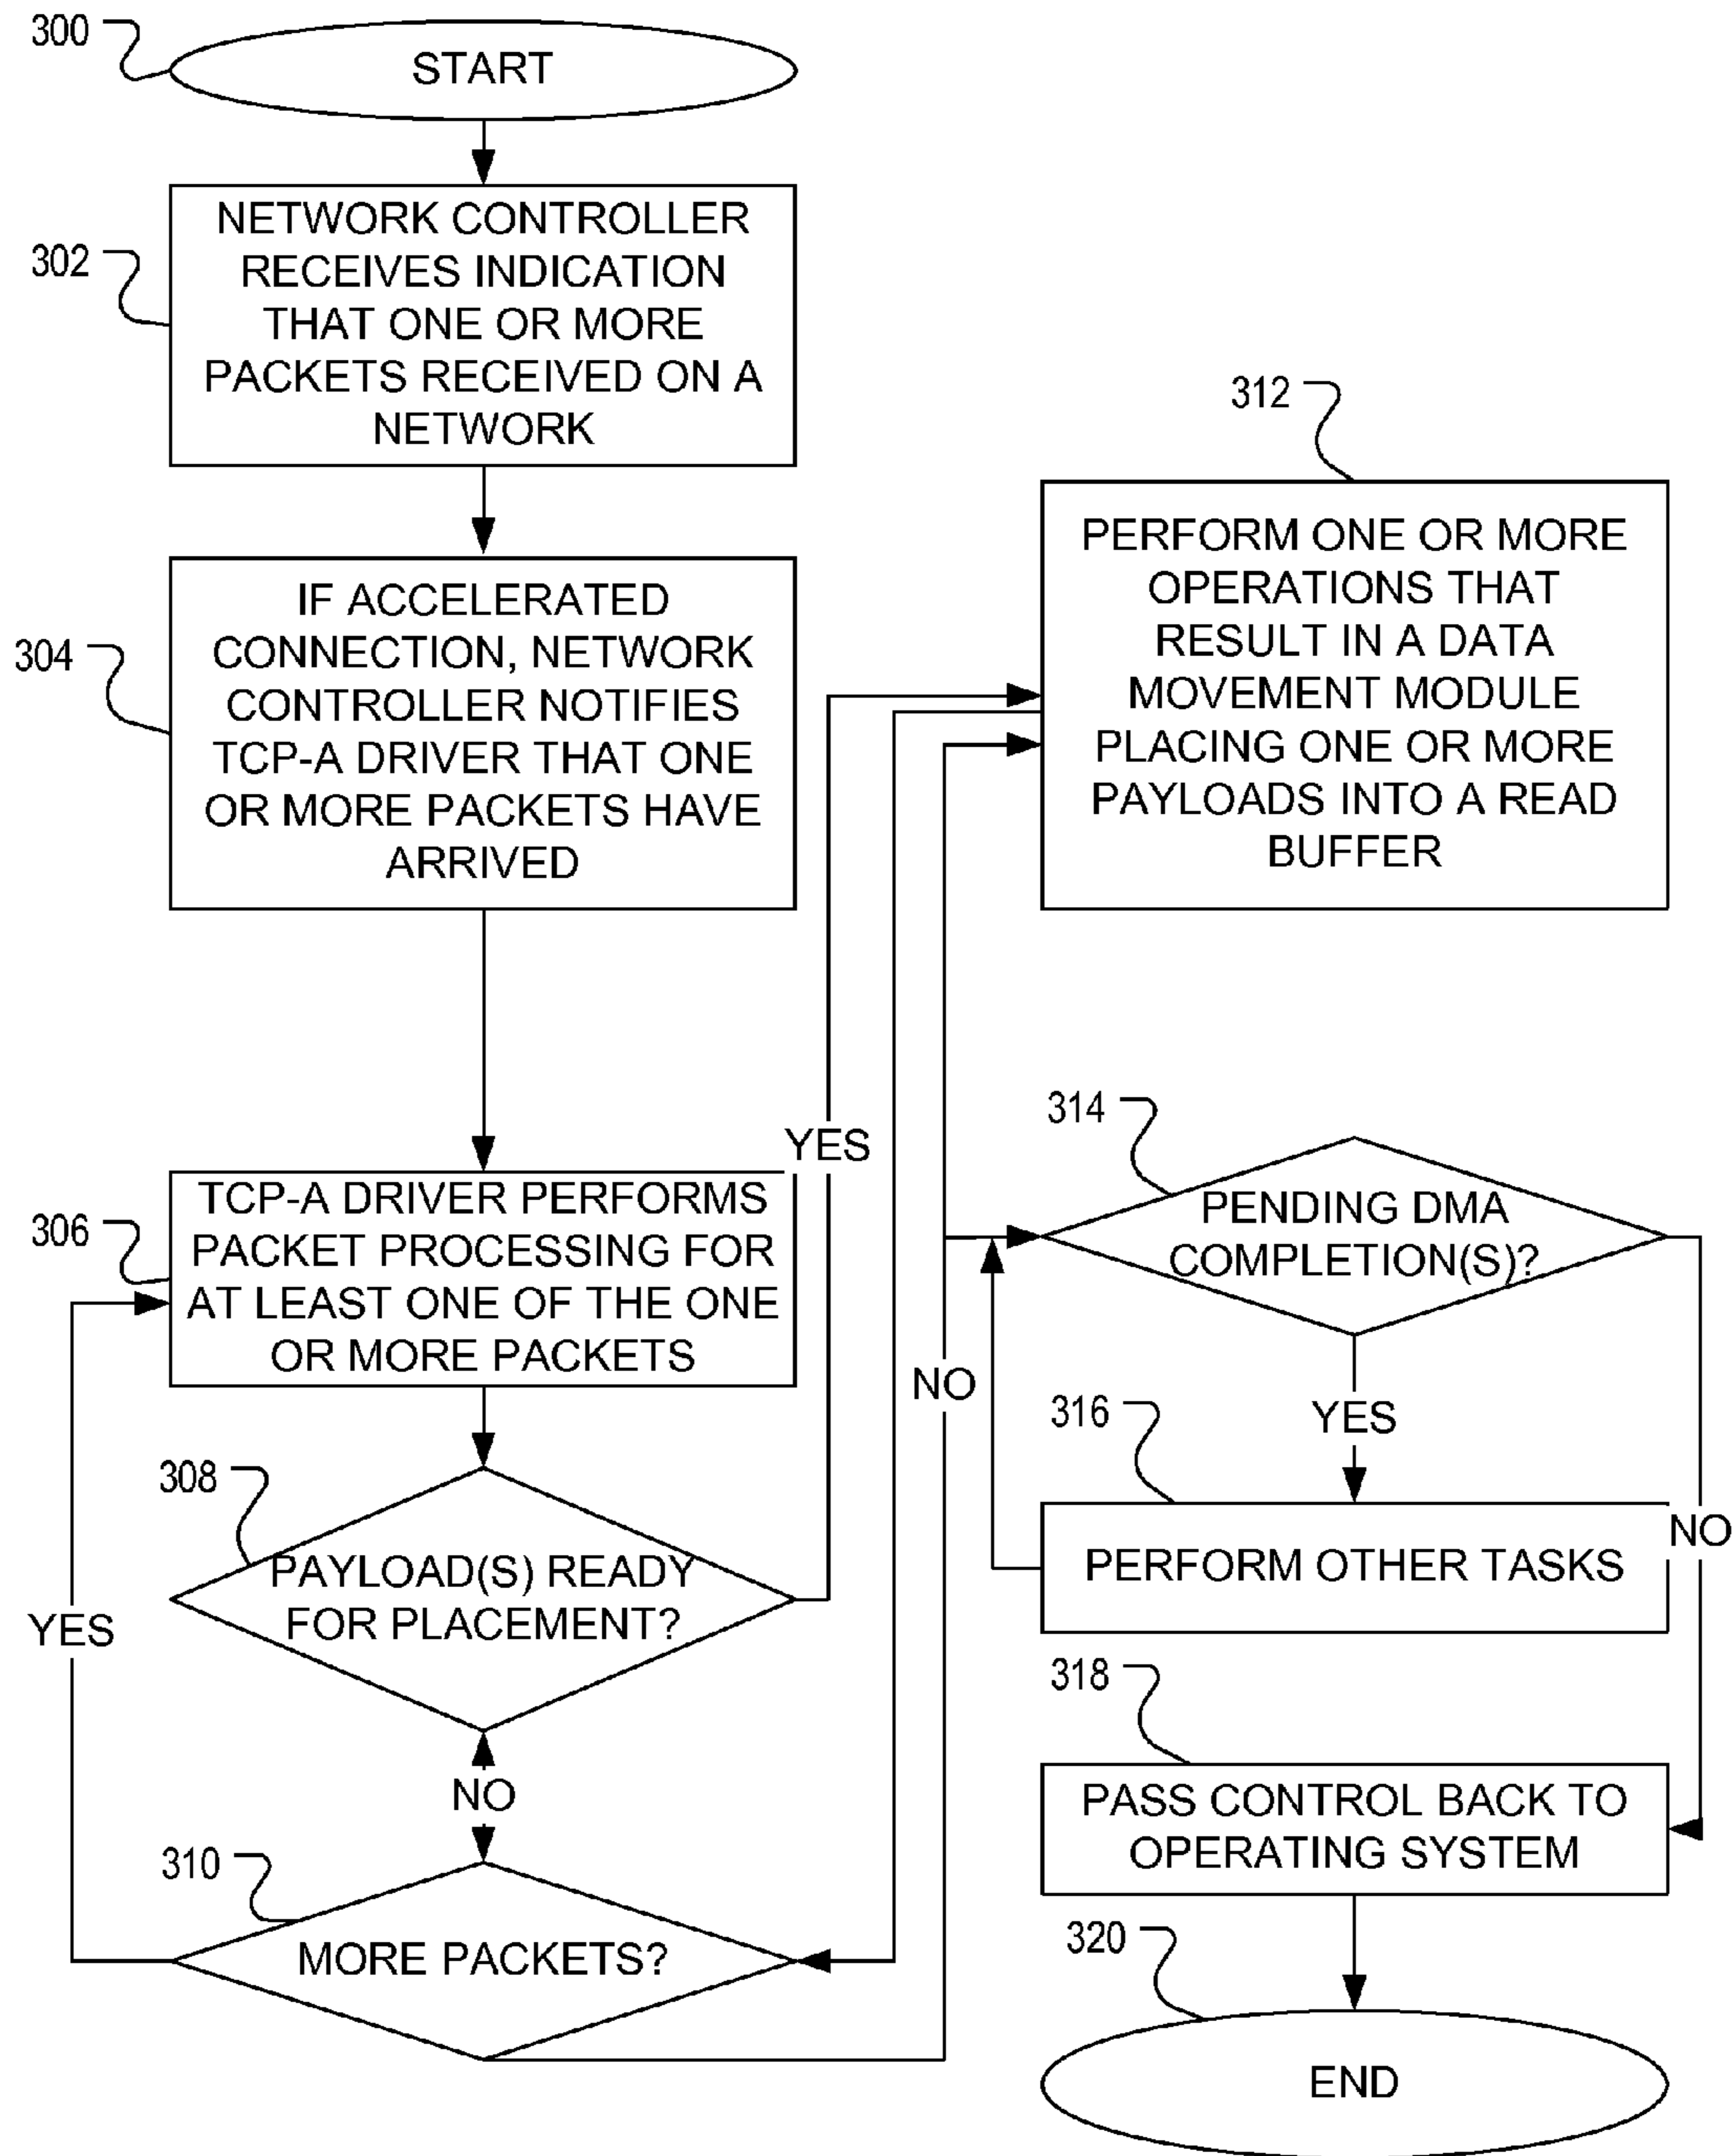 300
START
302
NETWORK CONTROLLER
RECEIVES INDICATION
THAT ONE OR MORE
PACKETS RECEIVED ON A
NETWORK
304
IF ACCELERATED
CONNECTION, NETWORK
CONTROLLER NOTIFIES
TCP-A DRIVER THAT ONE
OR MORE PACKETS HAVE
ARRIVED
306
TCP-A DRIVER PERFORMS
PACKET PROCESSING FOR
AT LEAST ONE OF THE ONE
OR MORE PACKETS
308
PAYLOAD(S) READY
FOR PLACEMENT?
YES
NO
310
MORE PACKETS?
YES
NO
312
PERFORM ONE OR MORE
OPERATIONS THAT
RESULT IN A DATA
MOVEMENT MODULE
PLACING ONE OR MORE
PAYLOADS INTO A READ
BUFFER
314
PENDING DMA
COMPLETION(S)?
YES
NO
316
PERFORM OTHER TASKS
318
PASS CONTROL BACK TO
OPERATING SYSTEM
320
END